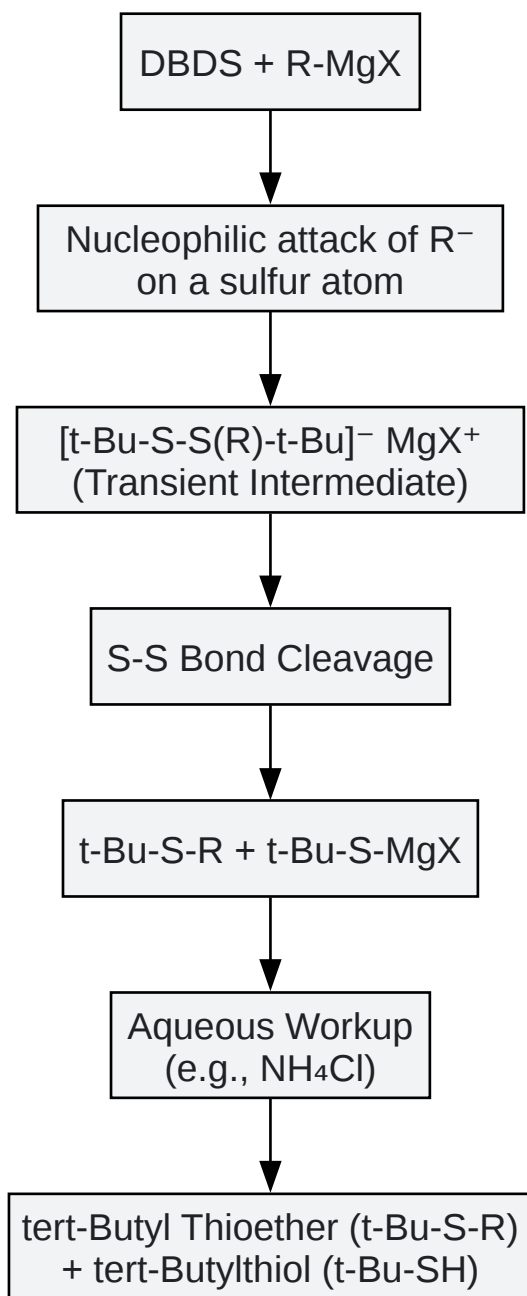 DBDS + R-MgX
Nucleophilic attack of R⁻
on a sulfur atom
[t-Bu-S-S(R)-t-Bu]⁻ MgX⁺
(Transient Intermediate)
S-S Bond Cleavage
t-Bu-S-R + t-Bu-S-MgX
Aqueous Workup
(e.g., NH₄Cl)
tert-Butyl Thioether (t-Bu-S-R)
+ tert-Butylthiol (t-Bu-SH)